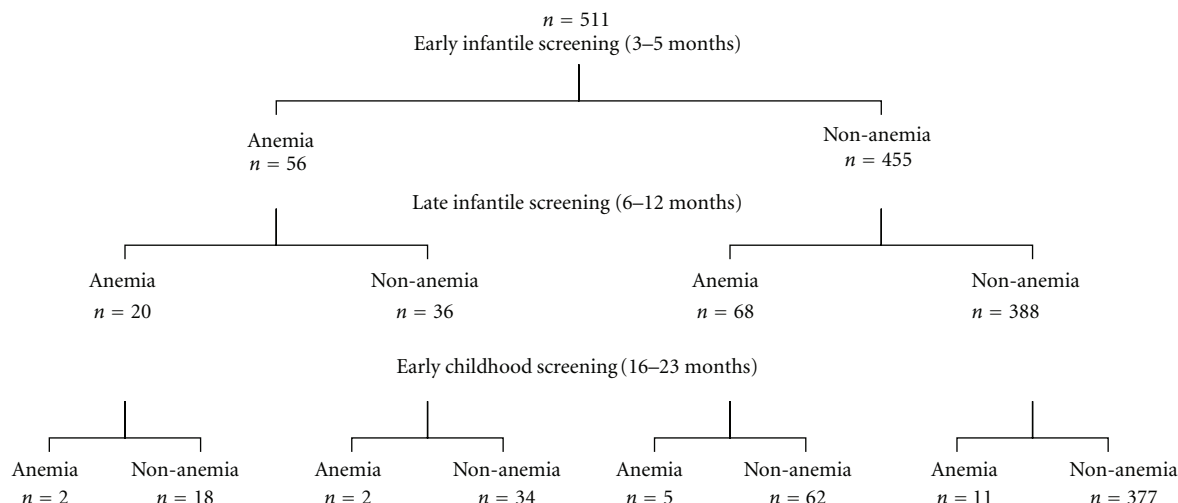 n = 511
Early infantile screening (3–5 months)
Anemia
n = 56
Non-anemia
n = 455
Late infantile screening (6–12 months)
Anemia
n = 20
Non-anemia
n = 36
Anemia
n = 68
Non-anemia
n = 388
Early childhood screening (16–23 months)
Anemia
n = 2
Non-anemia
n = 18
Anemia
n = 2
Non-anemia
n = 34
Anemia
n = 5
Non-anemia
n = 62
Anemia
n = 11
Non-anemia
n = 377